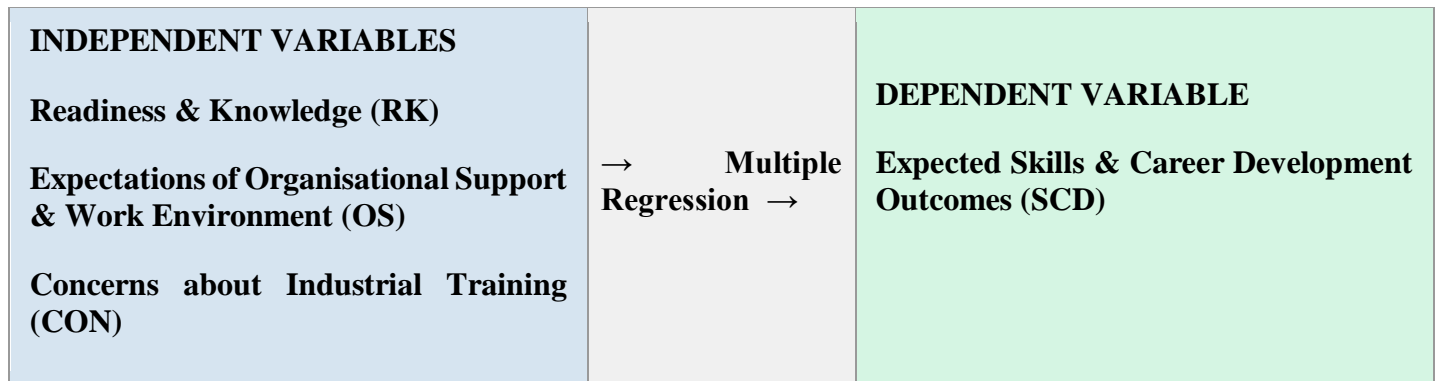 INDEPENDENT VARIABLES
Readiness & Knowledge (RK)
Expectations of Organisational Support
& Work Environment (OS)
Concerns about Industrial Training
(CON)
→ Multiple
Regression →
DEPENDENT VARIABLE
Expected Skills & Career Development
Outcomes (SCD)